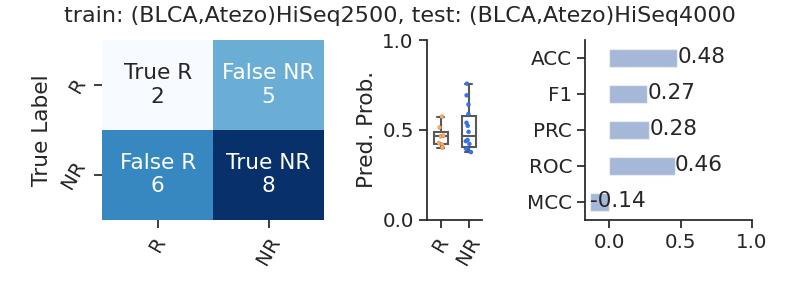 train: (BLCA,Atezo)HiSeq2500, test: (BLCA,Atezo)HiSeq4000
True Label
R
NR
True R
2
False NR
5
False R
6
True NR
8
R
NR
Pred. Prob.
1.0
0.5
0.0
R
NR
ACC
0.48
F1
0.27
PRC
0.28
ROC
0.46
MCC
-0.14
0.0
0.5
1.0